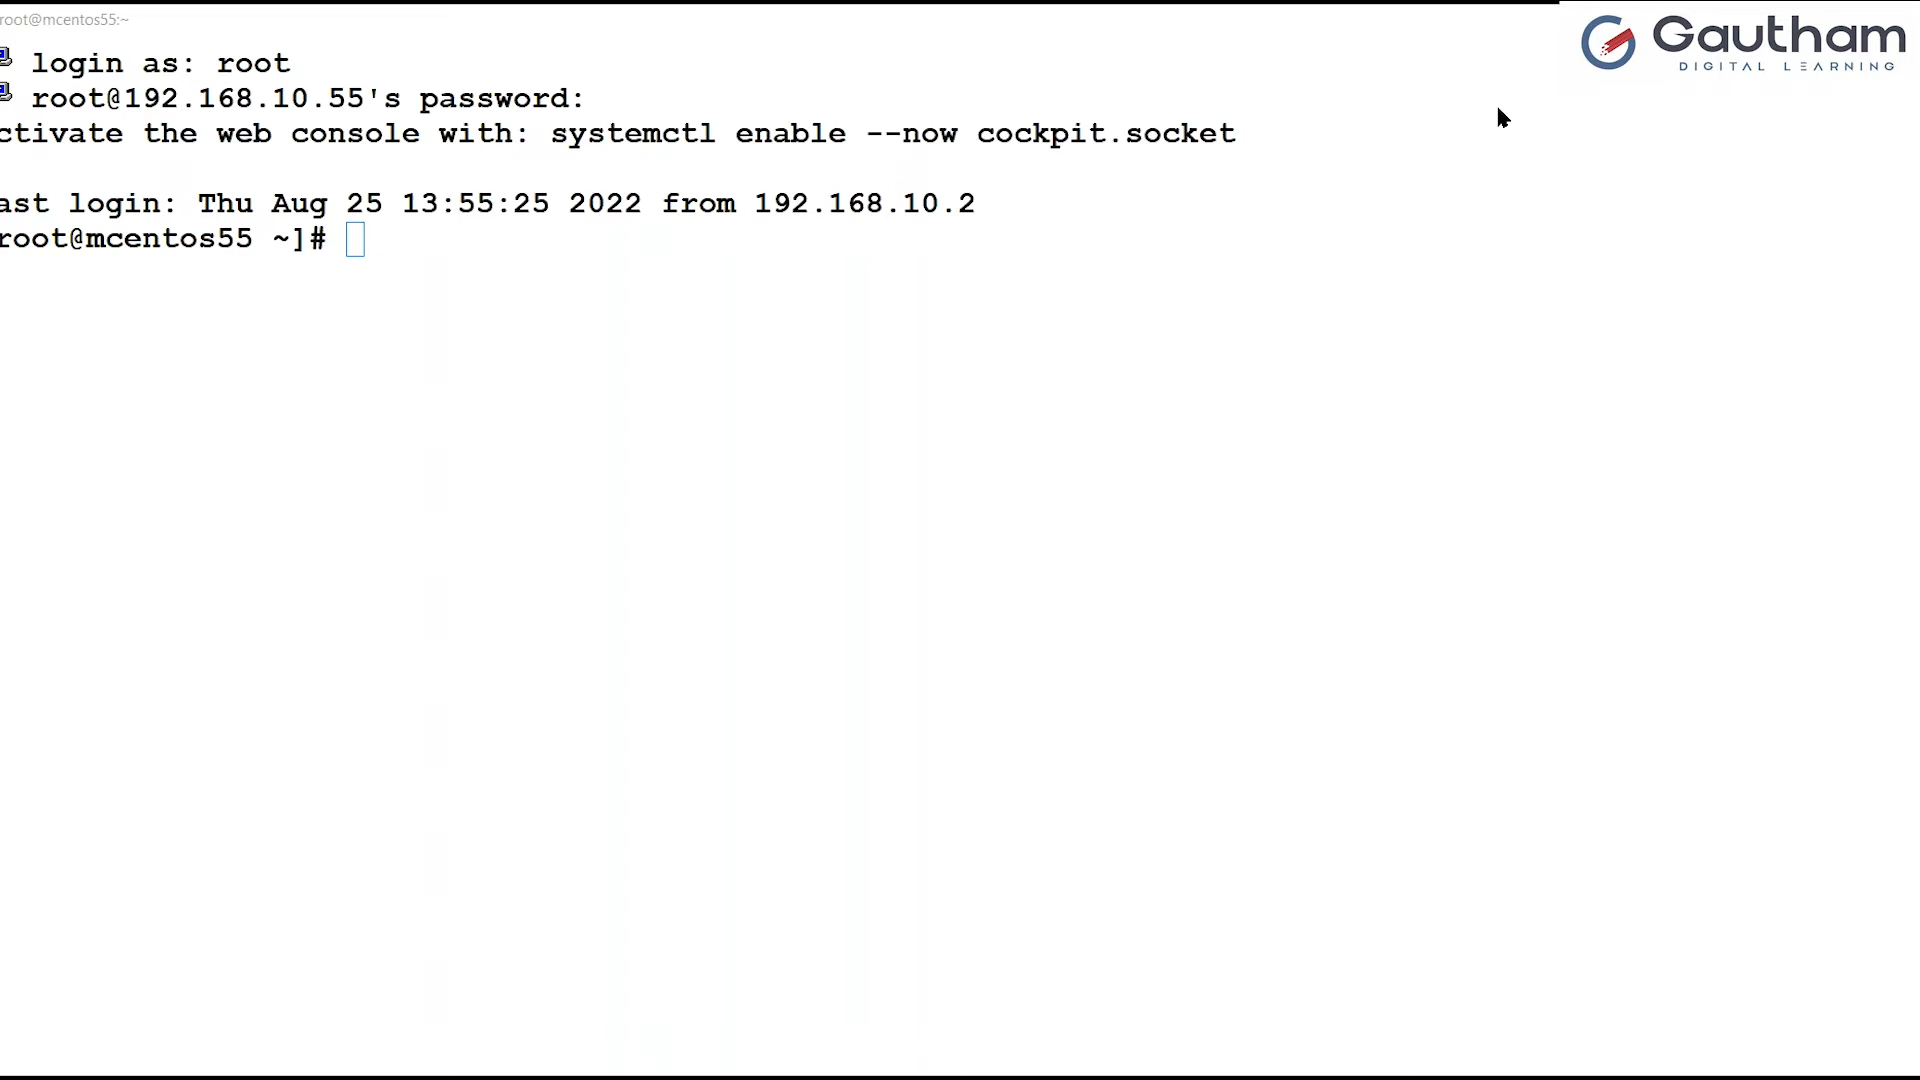 root@mcentos55:~
Gautham
DIGITAL LEARNING
login as: root
root@192.168.10.55's password:
ctivate the web console with: systemctl enable --now cockpit.socket
ast login: Thu Aug 25 13:55:25 2022 from 192.168.10.2
root@mcentos55 ~]#